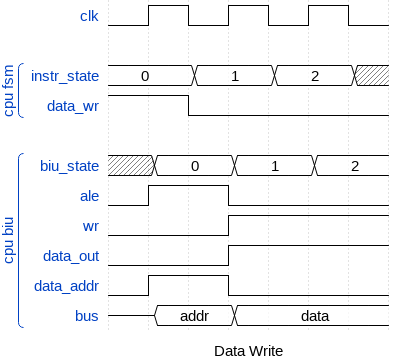 clk
cpu fsm
instr_state 0 1 2
data_wr
cpu biu
biu_state 0 1 2
ale
wr
data_out
data_addr
bus addr data
Data Write